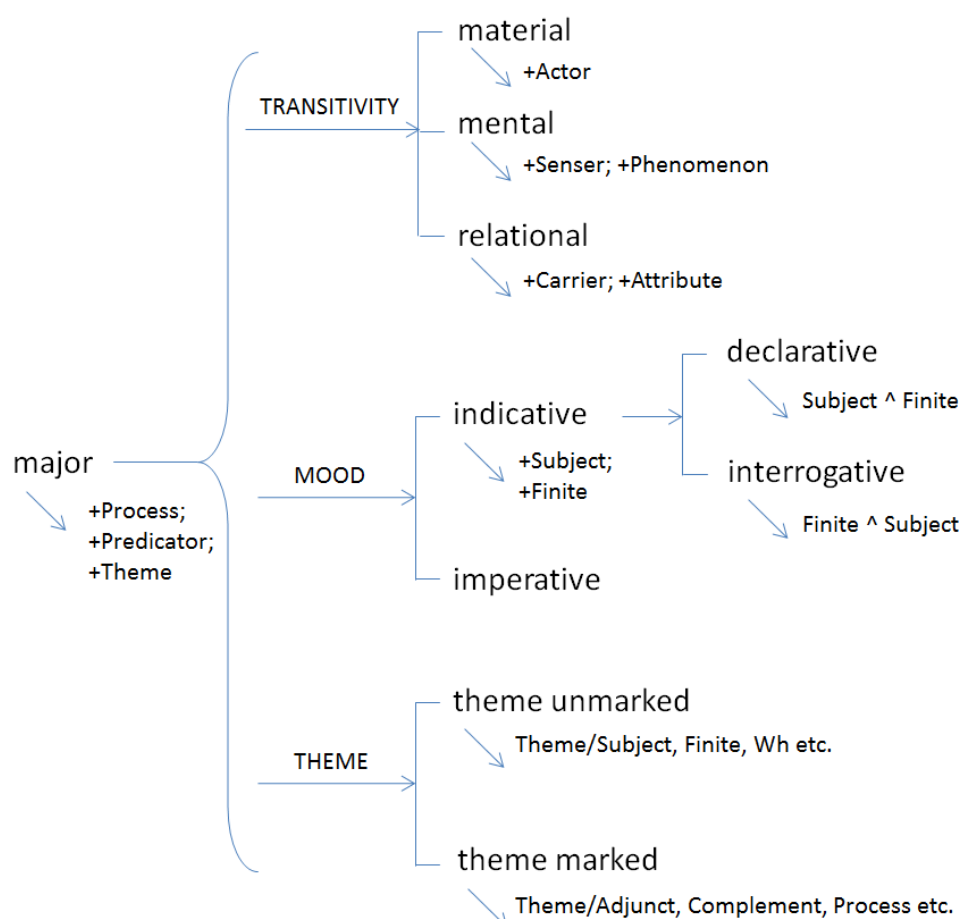 material
+Actor
TRANSITIVITY
mental
+Senser; +Phenomenon
relational
+Carrier; +Attribute
declarative
Subject ^ Finite
indicative
major
MOOD
+Subject;
+Finite
interrogative
Finite ^ Subject
+Process;
+Predicator;
+Theme
imperative
theme unmarked
Theme/Subject, Finite, Wh etc.
THEME
theme marked
Theme/Adjunct, Complement, Process etc.